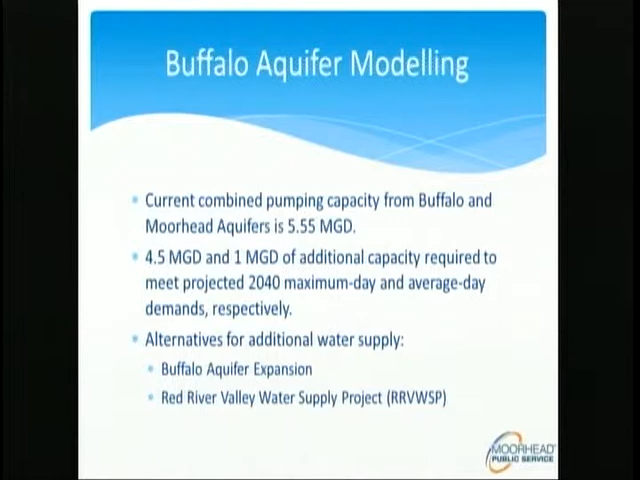 Buffalo Aquifer Modelling
Current combined pumping capacity from Buffalo and
Moorhead Aquifers is 5.55 MGD.
4.5 MGD and 1 MGD of additional capacity required to
meet projected 2040 maximum-day and average-day
demands, respectively.
Alternatives for additional water supply:
Buffalo Aquifer Expansion
Red River Valley Water Supply Project (RRVWSP)
MOORHEAD
PUBLIC SERVICE